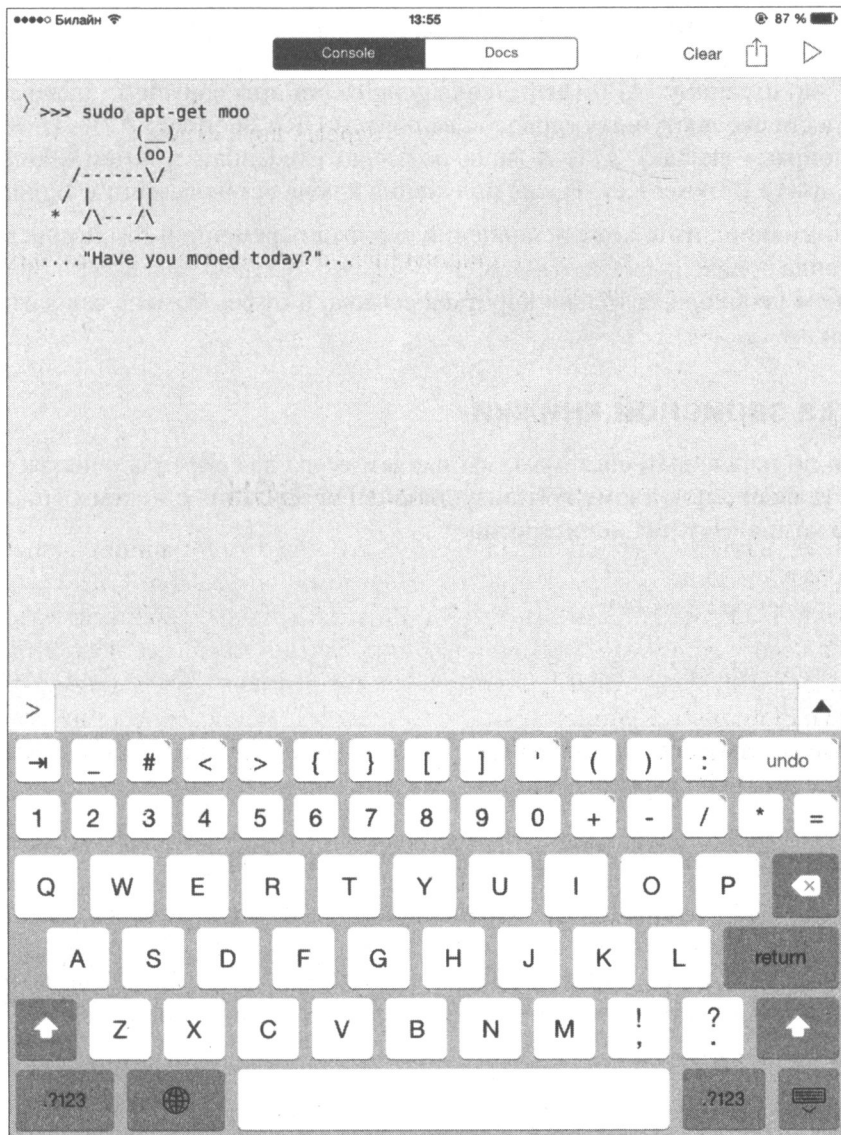 ●●●●○ Билайн 13:55 87 %
Console Docs Clear
>>> sudo apt-get moo
         (__)
         (oo)
   /------\/
  / |    ||
 *  /\---/\
    ~~   ~~
...."Have you mooed today?"...
>
_ # < > { } [ ] ' ( ) : undo
1 2 3 4 5 6 7 8 9 0 + - / * =
Q W E R T Y U I O P
A S D F G H J K L return
Z X C V B N M ! , ? .
.?123 .?123